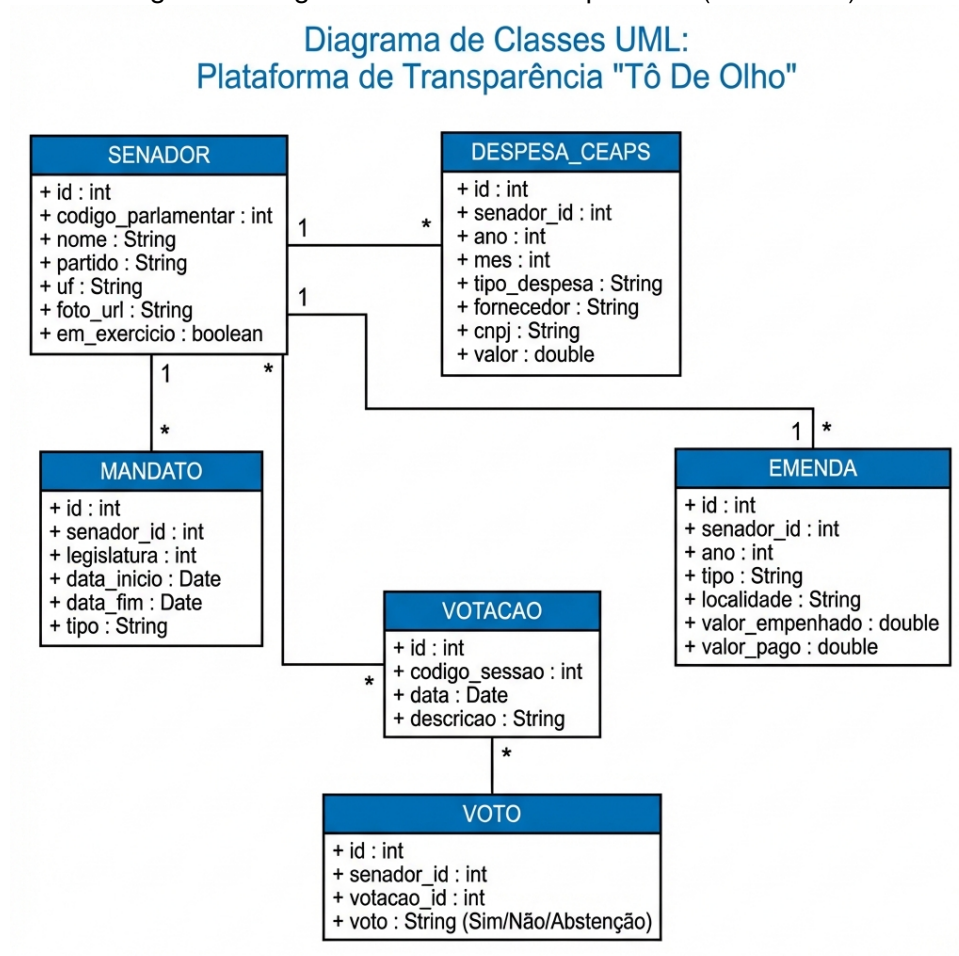 Diagrama de Classes UML:
Plataforma de Transparência "Tô De Olho"
SENADOR
+ id : int
+ codigo_parlamentar : int
+ nome : String
+ partido : String
+ uf : String
+ foto_url : String
+ em_exercicio : boolean
1
*
DESPESA_CEAPS
+ id : int
+ senador_id : int
+ ano : int
+ mes : int
+ tipo_despesa : String
+ fornecedor : String
+ cnpj : String
+ valor : double
1
1
*
*
1 *
MANDATO
+ id : int
+ senador_id : int
+ legislatura : int
+ data_inicio : Date
+ data_fim : Date
+ tipo : String
EMENDA
+ id : int
+ senador_id : int
+ ano : int
+ tipo : String
+ localidade : String
+ valor_empenhado : double
+ valor_pago : double
*
VOTACAO
+ id : int
+ codigo_sessao : int
+ data : Date
+ descricao : String
*
VOTO
+ id : int
+ senador_id : int
+ votacao_id : int
+ voto : String (Sim/Não/Abstenção)